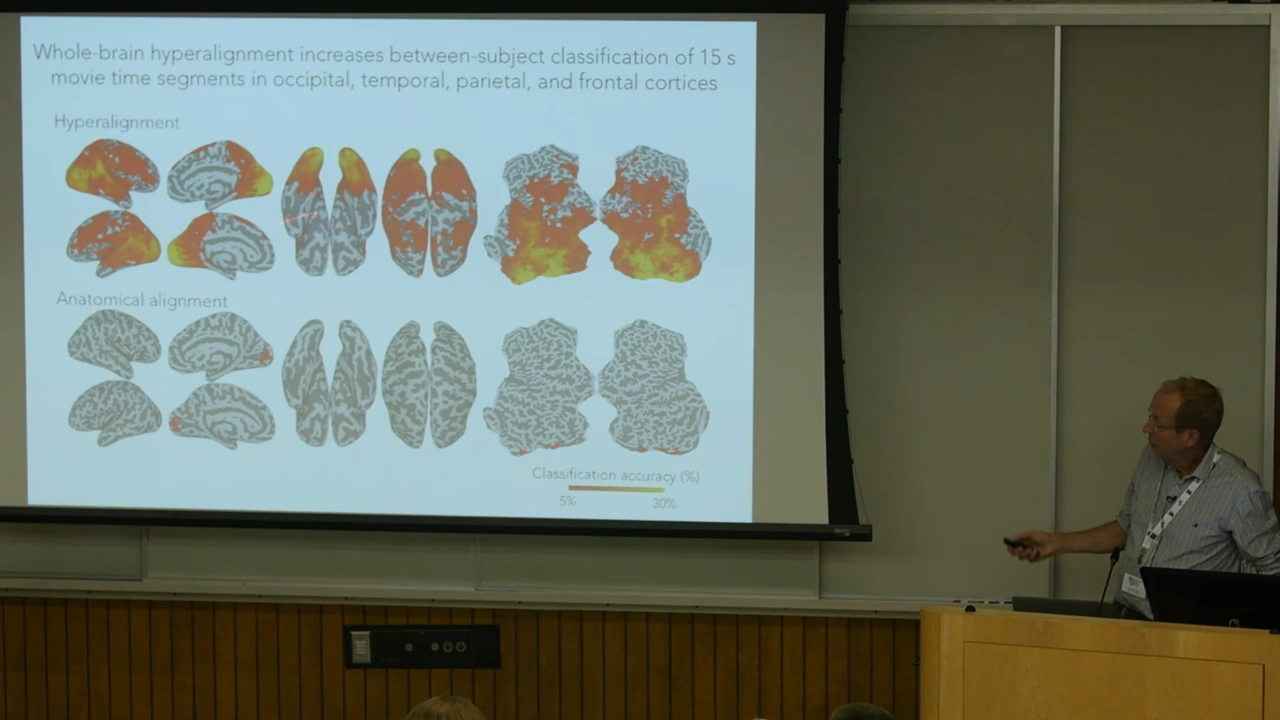 Whole-brain hyperalignment increases between-subject classification of 15 s
movie time segments in occipital, temporal, parietal, and frontal cortices
Hyperalignment
Anatomical alignment
Classification accuracy (%)
5%
30%